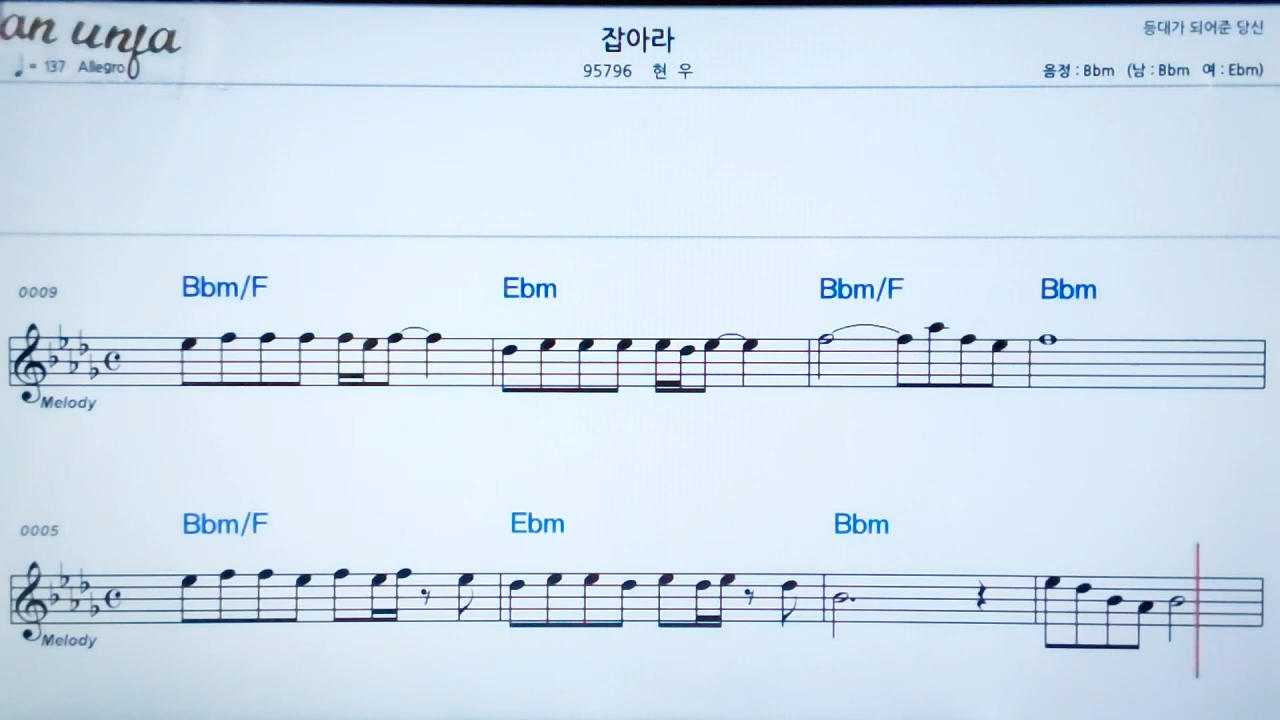 an unja
♩= 137 Allegro
잡아라
95796 현 우
등대가 되어준 당신
음정 : Bbm (남 : Bbm 여 : Ebm)
0009 Bbm/F Ebm Bbm/F Bbm
Melody
0005 Bbm/F Ebm Bbm
Melody